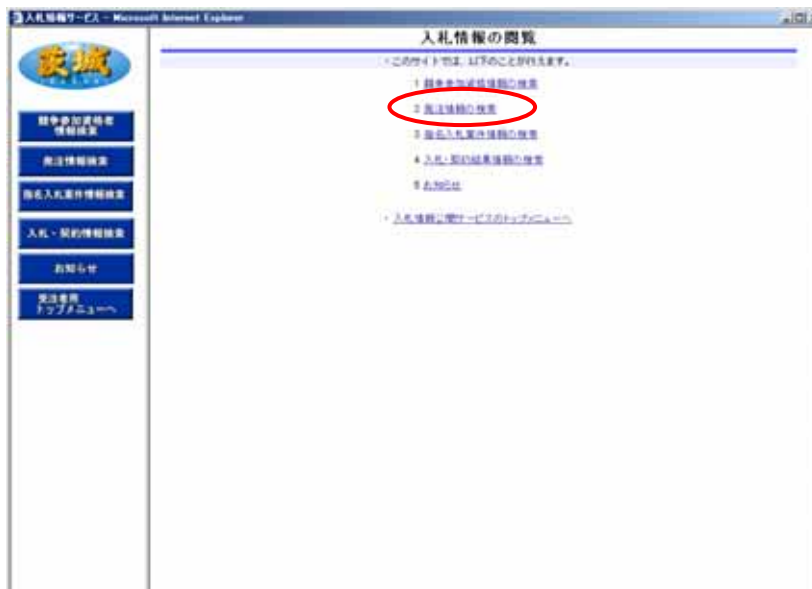 入札情報サービス - Microsoft Internet Explorer
茨城
競争参加資格者
情報検索
発注情報検索
指名入札案件情報検索
入札・契約情報検索
お知らせ
受注者用
トップメニューへ
入札情報の閲覧
・このサイトでは、以下のことが行えます。
1 競争参加資格情報の検索
2 発注情報の検索
3 指名入札案件情報の検索
4 入札・契約結果情報の検索
5 お知らせ
・入札情報公開サービスのトップメニューへ